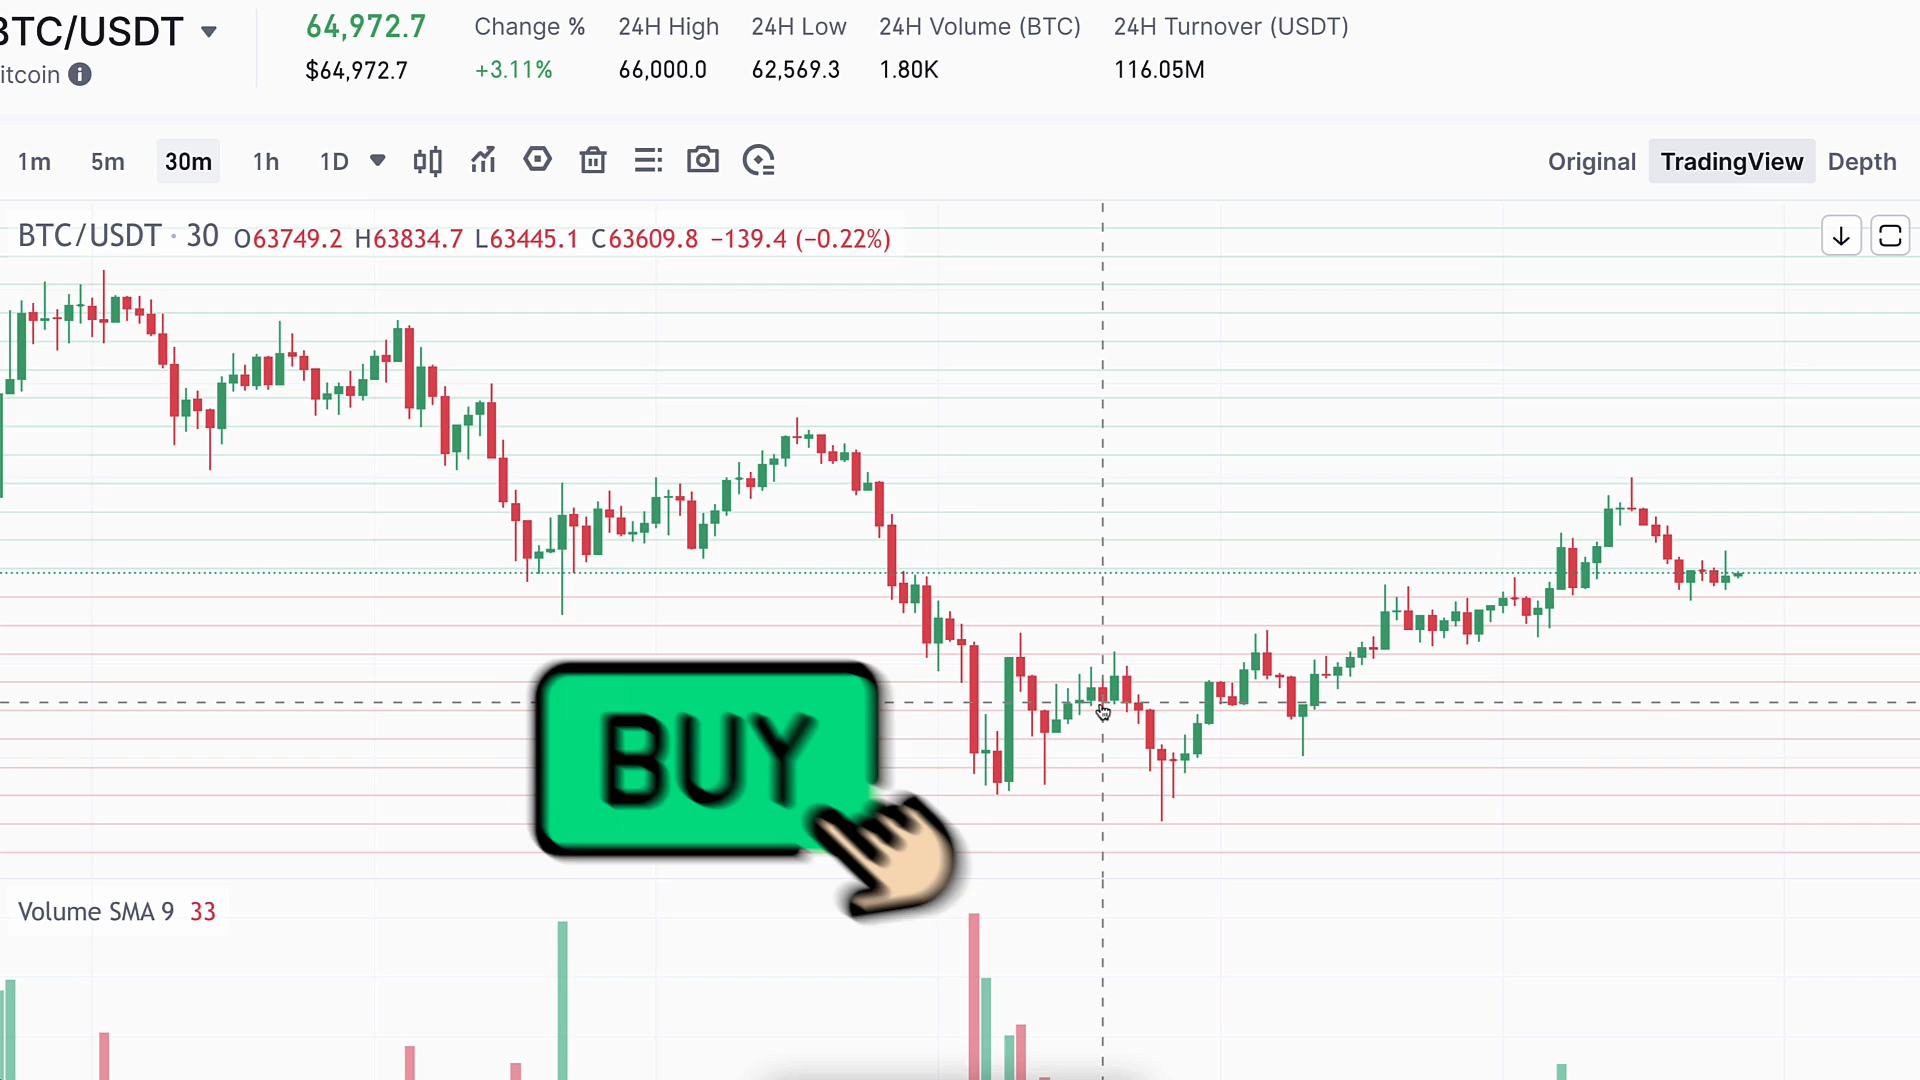 BTC/USDT
itcoin
64,972.7
$64,972.7
Change %
+3.11%
24H High
66,000.0
24H Low
62,569.3
24H Volume (BTC)
1.80K
24H Turnover (USDT)
116.05M
1m 5m 30m 1h 1D
Original TradingView Depth
BTC/USDT · 30 O63749.2 H63834.7 L63445.1 C63609.8 −139.4 (−0.22%)
BUY
Volume SMA 9 33